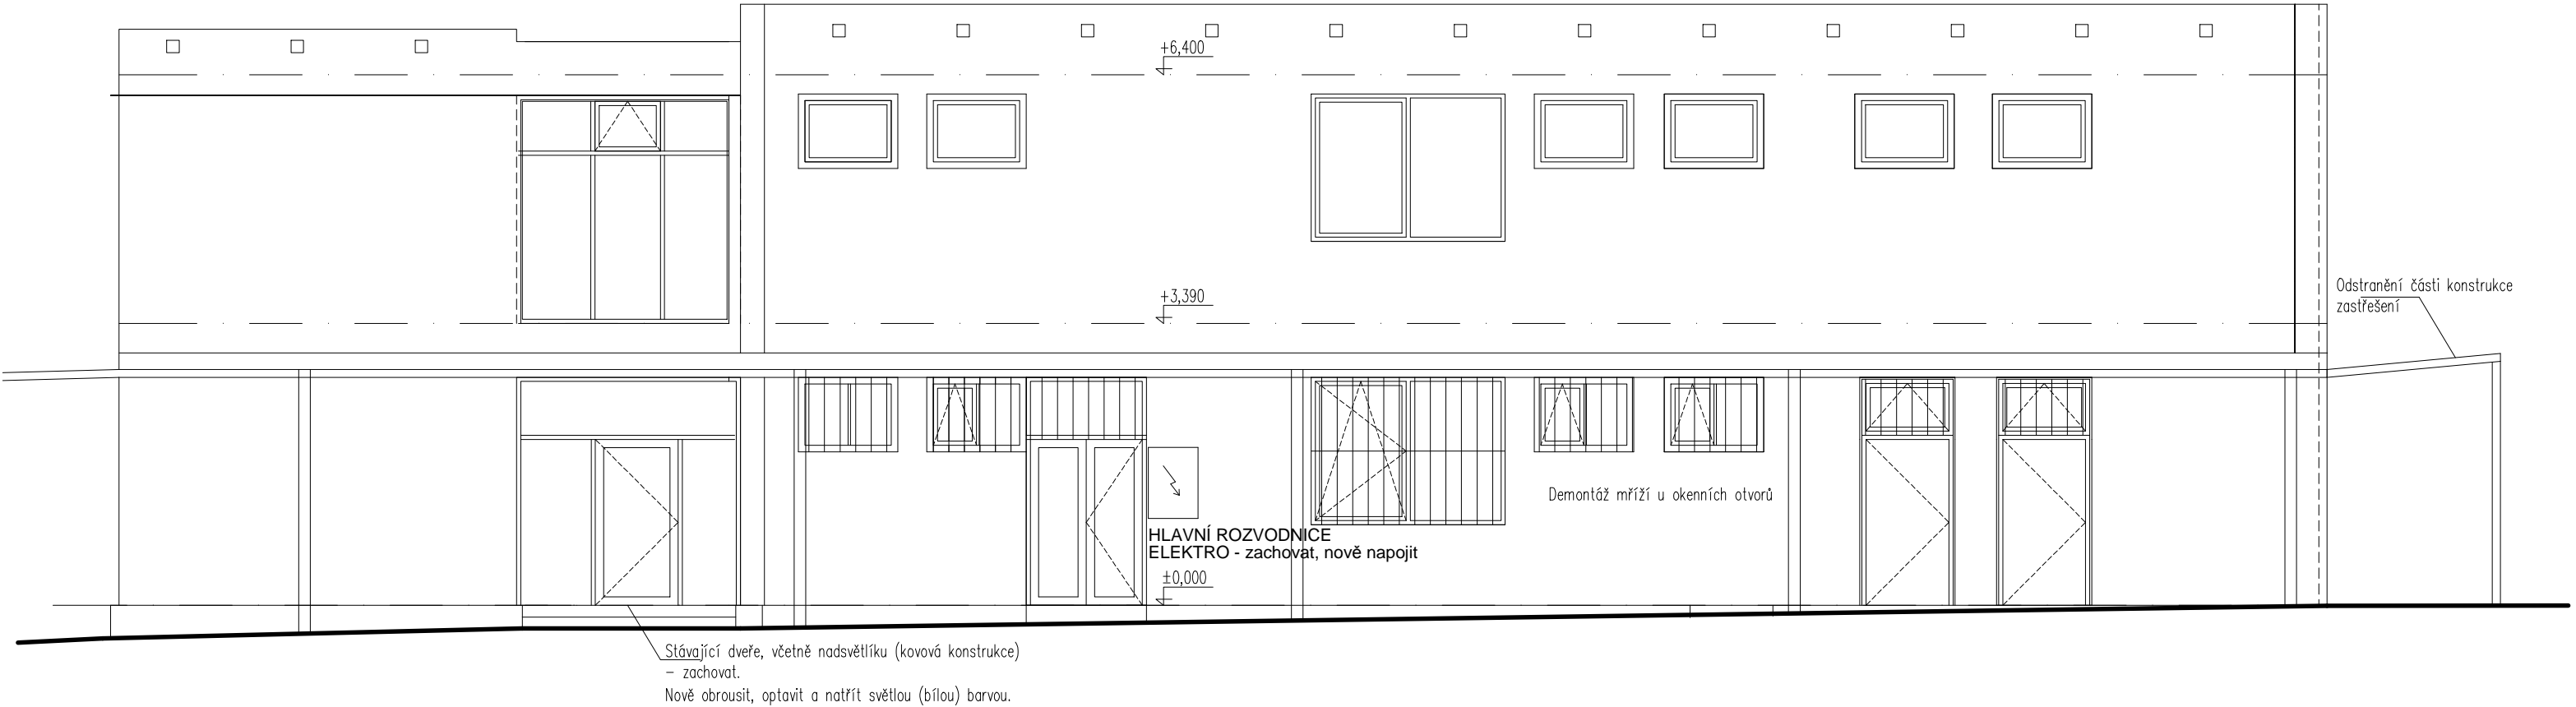 +6,400
+3,390
Odstranění části konstrukce
zastřešení
Demontáž mříží u okenních otvorů
HLAVNÍ ROZVODNICE
ELEKTRO - zachovat, nově napojit
±0,000
Stávající dveře, včetně nadsvětlíku (kovová konstrukce)
– zachovat.
Nově obrousit, optavit a natřít světlou (bílou) barvou.